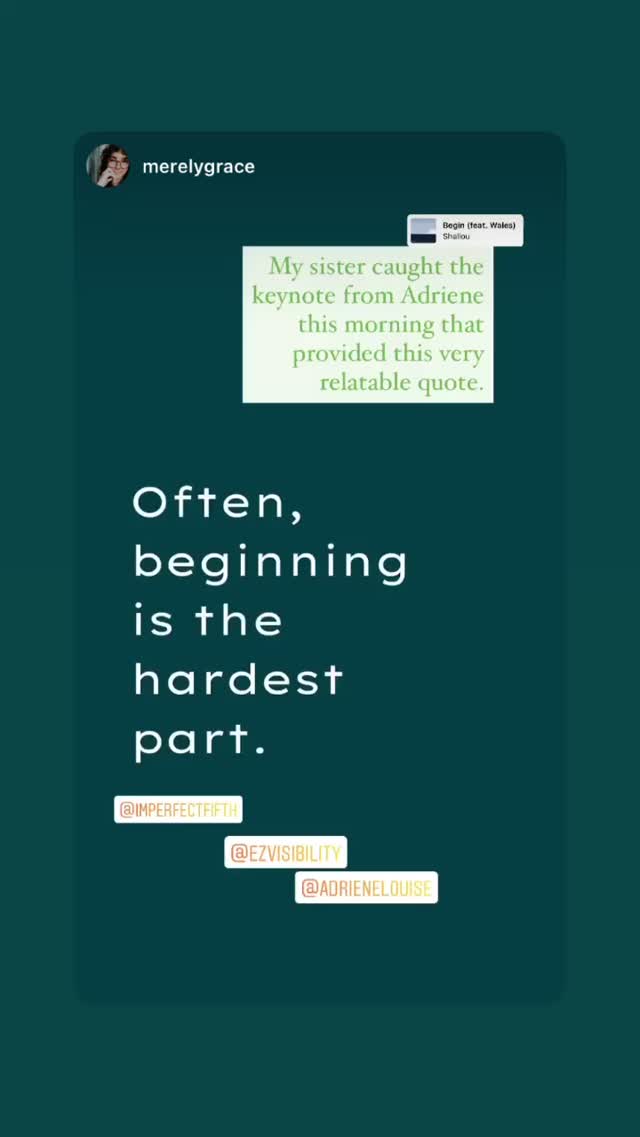 merelygrace
Begin (feat. Wales)
Shallou
My sister caught the
keynote from Adriene
this morning that
provided this very
relatable quote.
Often,
beginning
is the
hardest
part.
@IMPERFECTFIFTH
@EZVISIBILITY
@ADRIENELOUISE